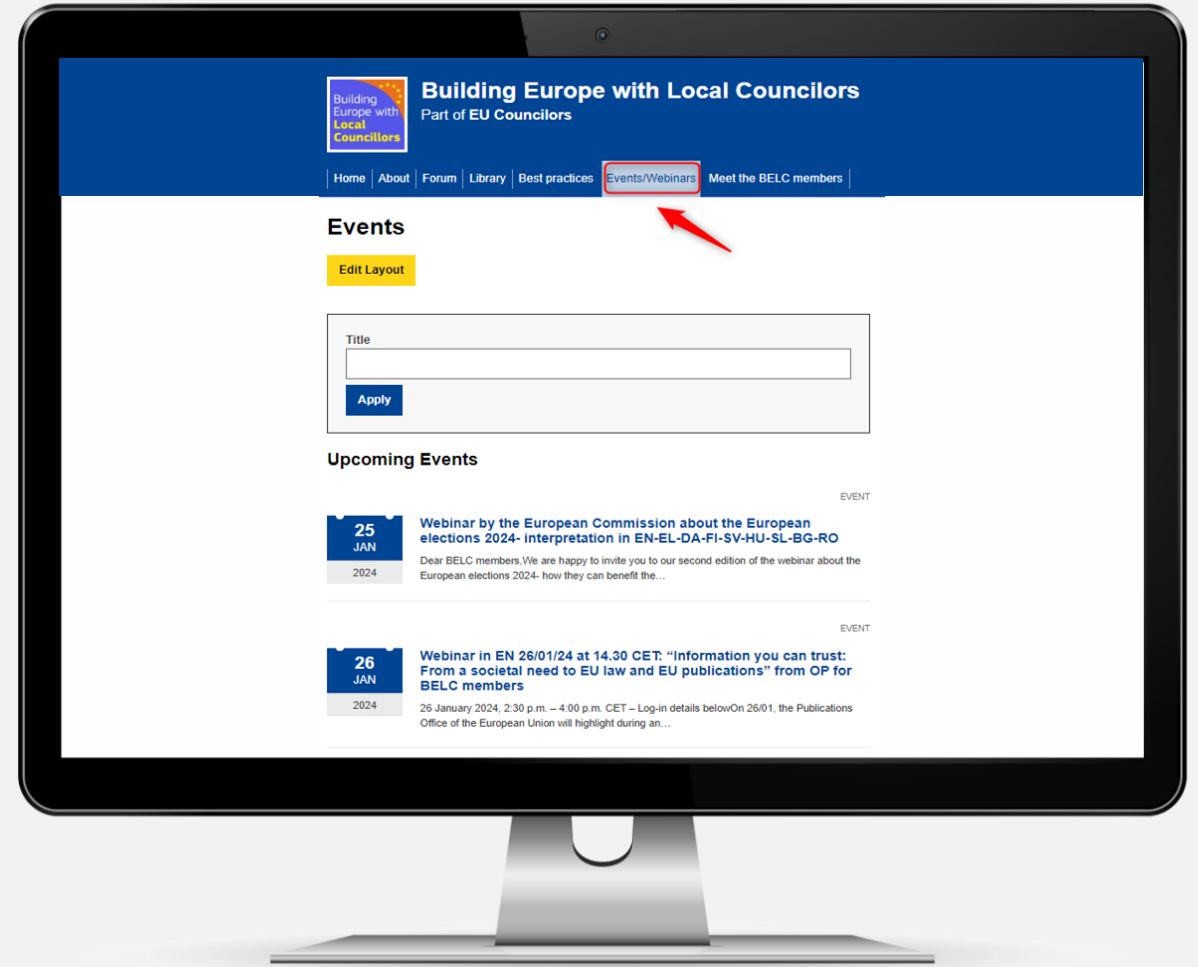 Building
Europe with
Local
Councillors
Building Europe with Local Councilors
Part of EU Councilors
Home About Forum Library Best practices Events/Webinars Meet the BELC members
Events
Edit Layout
Title
Apply
Upcoming Events
EVENT
25
JAN
2024
Webinar by the European Commission about the European
elections 2024- interpretation in EN-EL-DA-FI-SV-HU-SL-BG-RO
Dear BELC members,We are happy to invite you to our second edition of the webinar about the
European elections 2024- how they can benefit the…
EVENT
26
JAN
2024
Webinar in EN 26/01/24 at 14.30 CET: “Information you can trust:
From a societal need to EU law and EU publications” from OP for
BELC members
26 January 2024, 2:30 p.m. – 4:00 p.m. CET – Log-in details belowOn 26/01, the Publications
Office of the European Union will highlight during an…